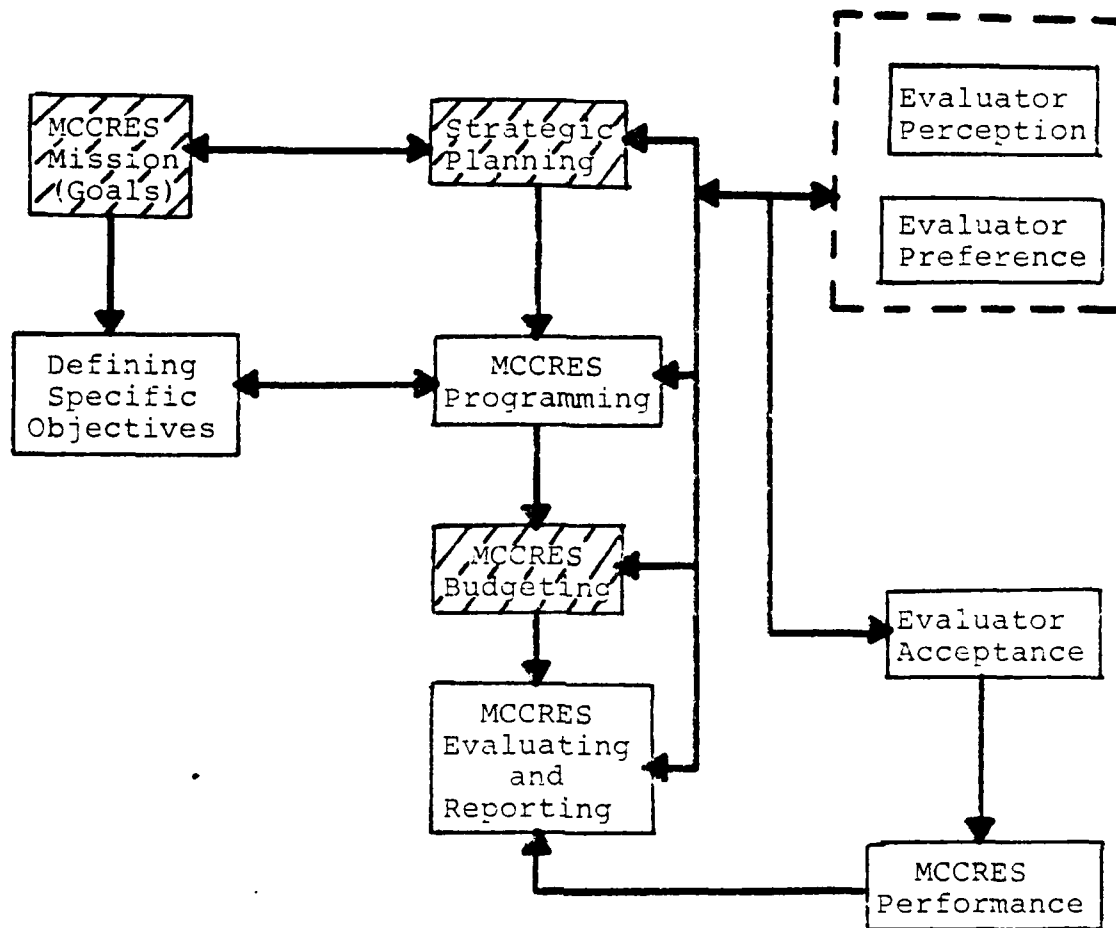 MCCRES
Mission
(Goals)
Strategic
Planning
Evaluator
Perception
Evaluator
Preference
Defining
Specific
Objectives
MCCRES
Programming
MCCRES
Budgeting
Evaluator
Acceptance
MCCRES
Evaluating
and
Reporting
MCCRES
Performance